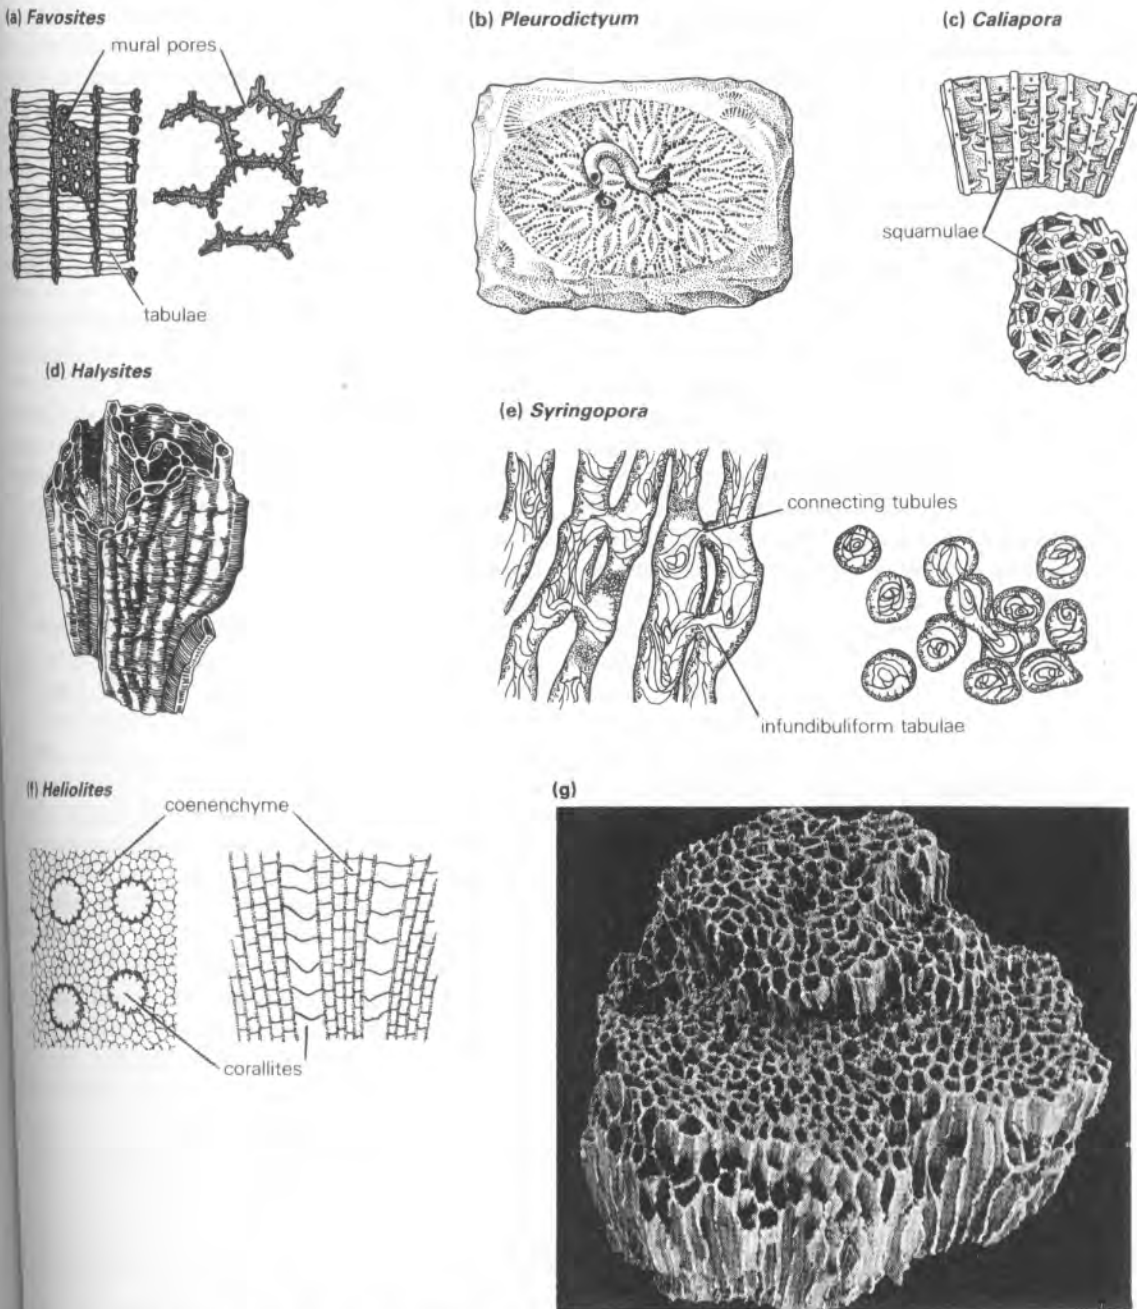 (a) Favosites
mural pores
tabulae
(b) Pleurodictyum
(c) Caliapora
squamulae
(d) Halysites
(e) Syringopora
connecting tubules
infundibuliform tabulae
(f) Heliolites
coenenchyme
corallites
(g)